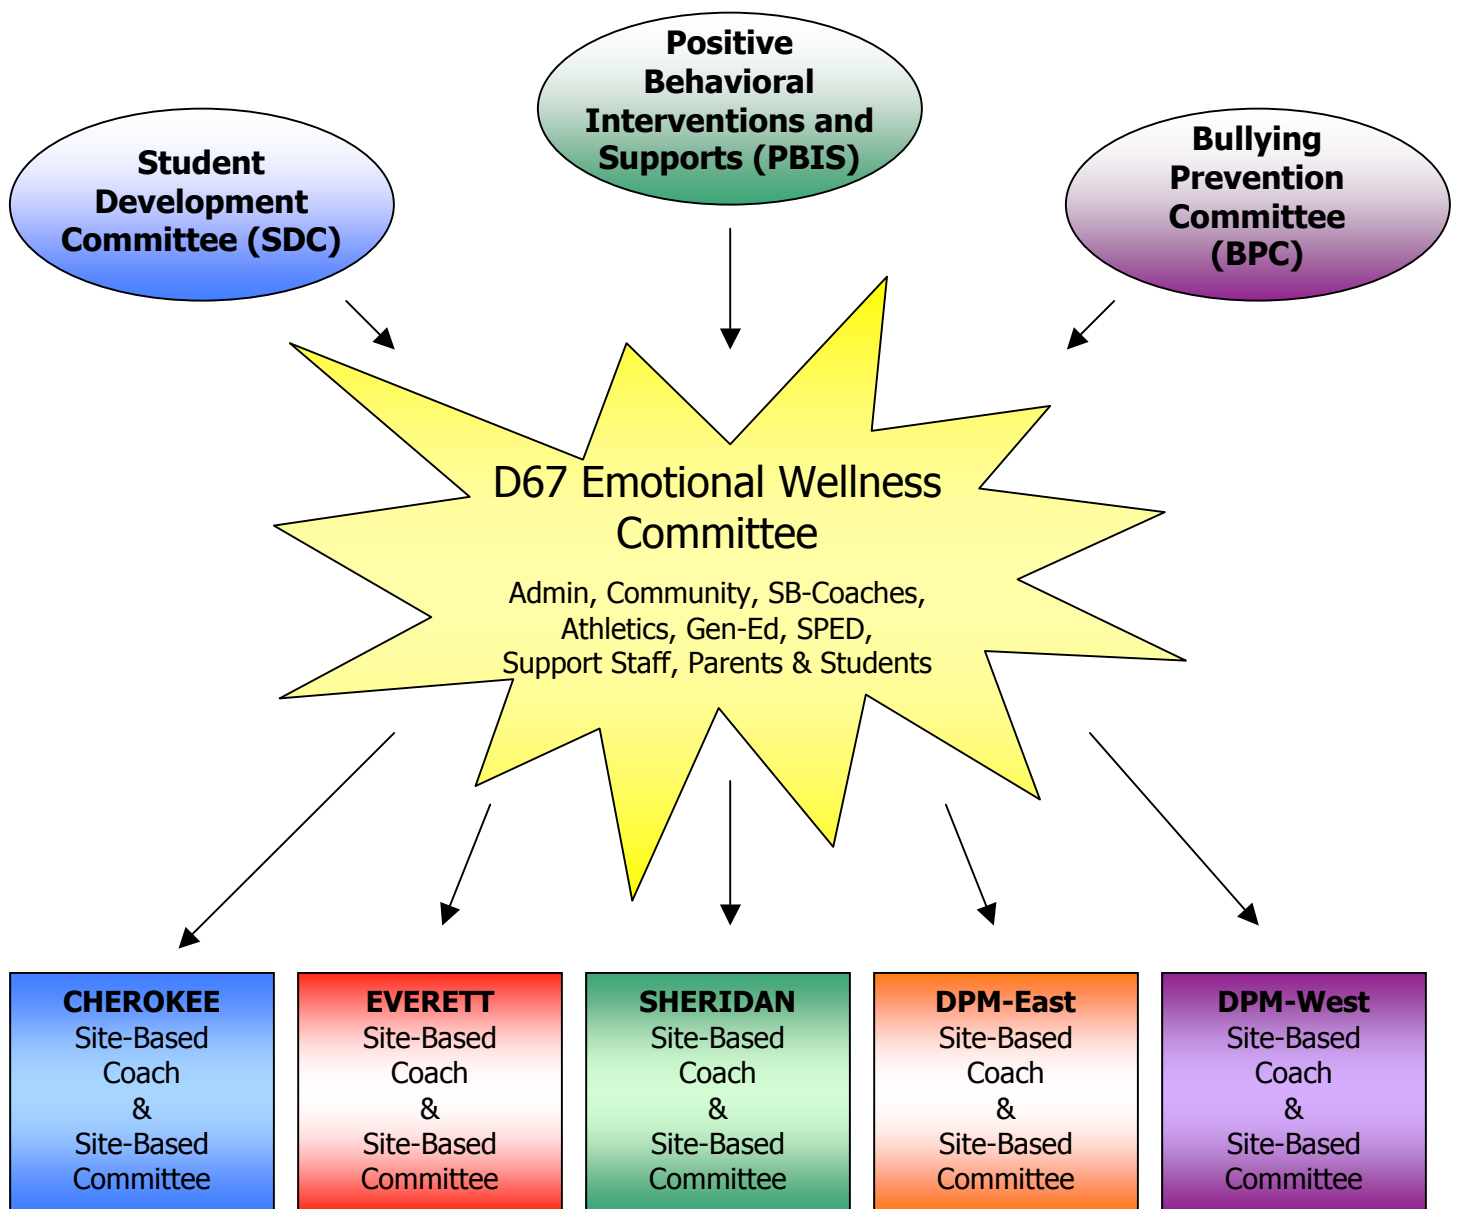 Positive
Behavioral
Interventions and
Supports (PBIS)
Student
Development
Committee (SDC)
Bullying
Prevention
Committee
(BPC)
D67 Emotional Wellness
Committee
Admin, Community, SB-Coaches,
Athletics, Gen-Ed, SPED,
Support Staff, Parents & Students
CHEROKEE
Site-Based
Coach
&
Site-Based
Committee
EVERETT
Site-Based
Coach
&
Site-Based
Committee
SHERIDAN
Site-Based
Coach
&
Site-Based
Committee
DPM-East
Site-Based
Coach
&
Site-Based
Committee
DPM-West
Site-Based
Coach
&
Site-Based
Committee